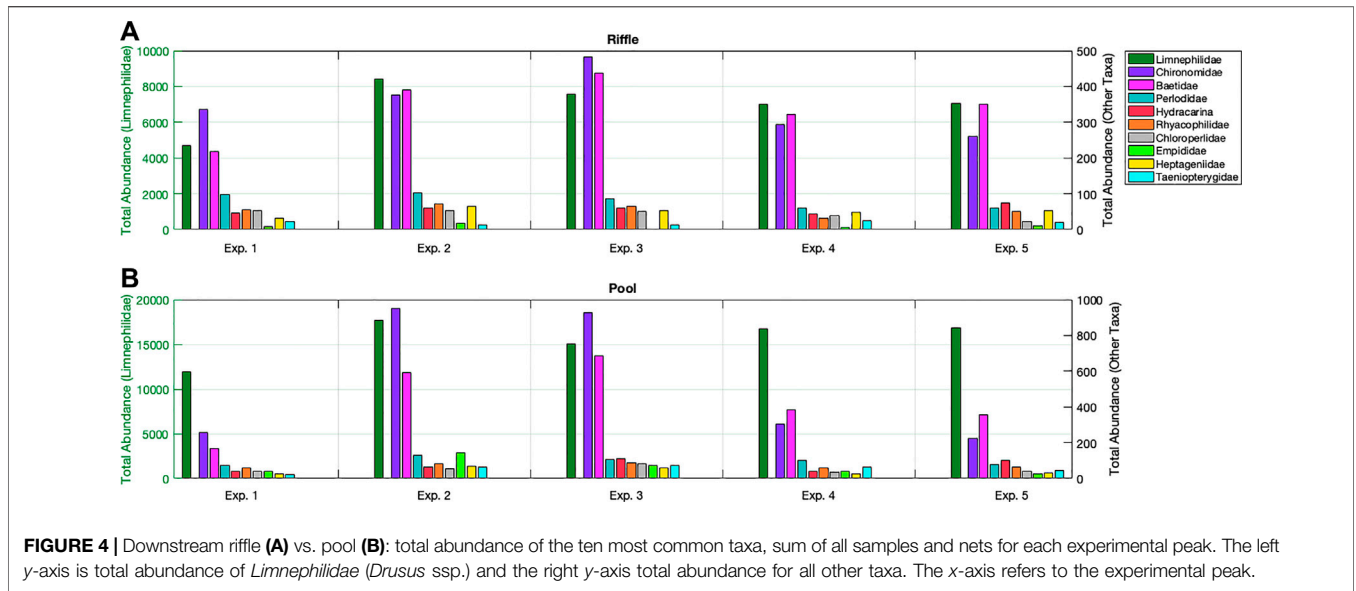 A
Riffle
Total Abundance (Limnephilidae)
10000
8000
6000
4000
2000
0
500
400
300
200
100
0
Total Abundance (Other Taxa)
Exp. 1
Exp. 2
Exp. 3
Exp. 4
Exp. 5
Limnephilidae
Chironomidae
Baetidae
Perlodidae
Hydracarina
Rhyacophilidae
Chloroperlidae
Empididae
Heptageniidae
Taeniopterygidae
B
Pool
Total Abundance (Limnephilidae)
20000
15000
10000
5000
0
1000
800
600
400
200
0
Total Abundance (Other Taxa)
Exp. 1
Exp. 2
Exp. 3
Exp. 4
Exp. 5
FIGURE 4 | Downstream riffle (A) vs. pool (B): total abundance of the ten most common taxa, sum of all samples and nets for each experimental peak. The left
y-axis is total abundance of Limnephilidae (Drusus ssp.) and the right y-axis total abundance for all other taxa. The x-axis refers to the experimental peak.